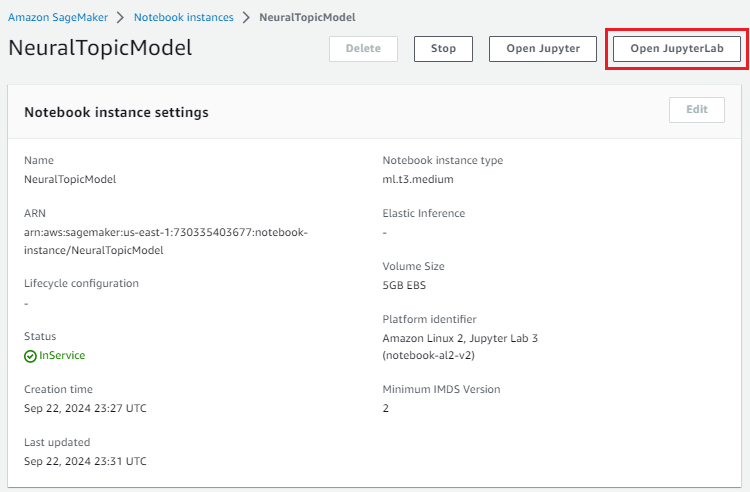 Amazon SageMaker > Notebook instances > NeuralTopicModel
NeuralTopicModel
Delete
Stop
Open Jupyter
Open JupyterLab
Notebook instance settings
Edit
Name
NeuralTopicModel
ARN
arn:aws:sagemaker:us-east-1:730335403677:notebook-
instance/NeuralTopicModel
Lifecycle configuration
-
Status
InService
Creation time
Sep 22, 2024 23:27 UTC
Last updated
Sep 22, 2024 23:31 UTC
Notebook instance type
ml.t3.medium
Elastic Inference
-
Volume Size
5GB EBS
Platform identifier
Amazon Linux 2, Jupyter Lab 3
(notebook-al2-v2)
Minimum IMDS Version
2